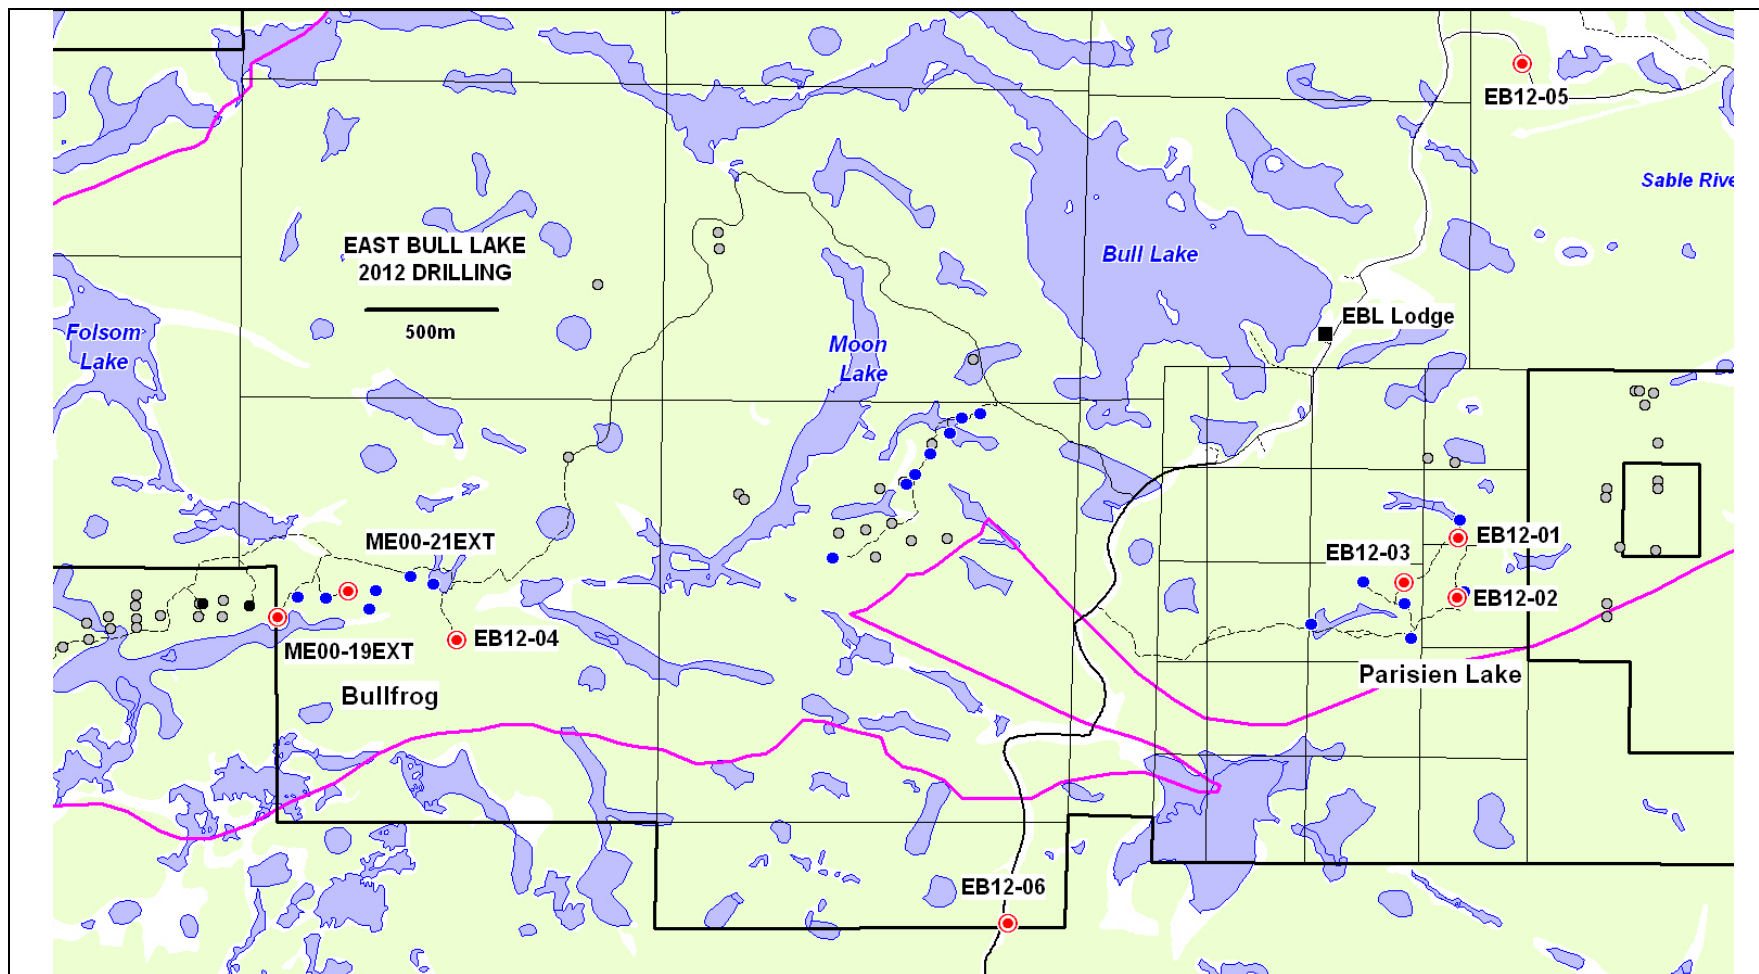 EB12-05
Sable Rive
EAST BULL LAKE
2012 DRILLING
500m
Bull Lake
EBL Lodge
Folsom
Lake
Moon
Lake
ME00-21EXT
EB12-01
EB12-03
EB12-02
EB12-04
ME00-19EXT
Bullfrog
Parisien Lake
EB12-06